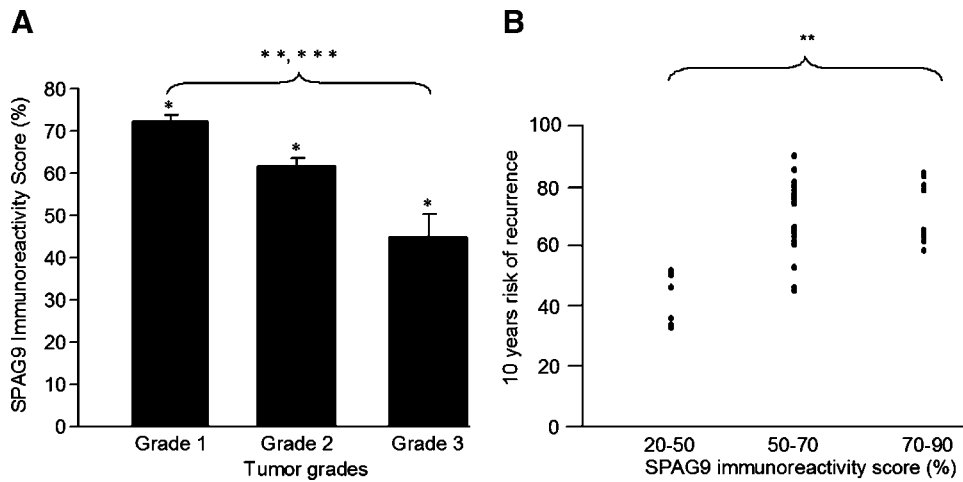 A
* *, * * *
SPAG9 Immunoreactivity Score (%)
80
70
60
50
40
30
20
10
0
*
*
*
Grade 1 Grade 2 Grade 3
Tumor grades
B
**
10 years risk of recurrence
100
80
60
40
20
0
20-50 50-70 70-90
SPAG9 immunoreactivity score (%)